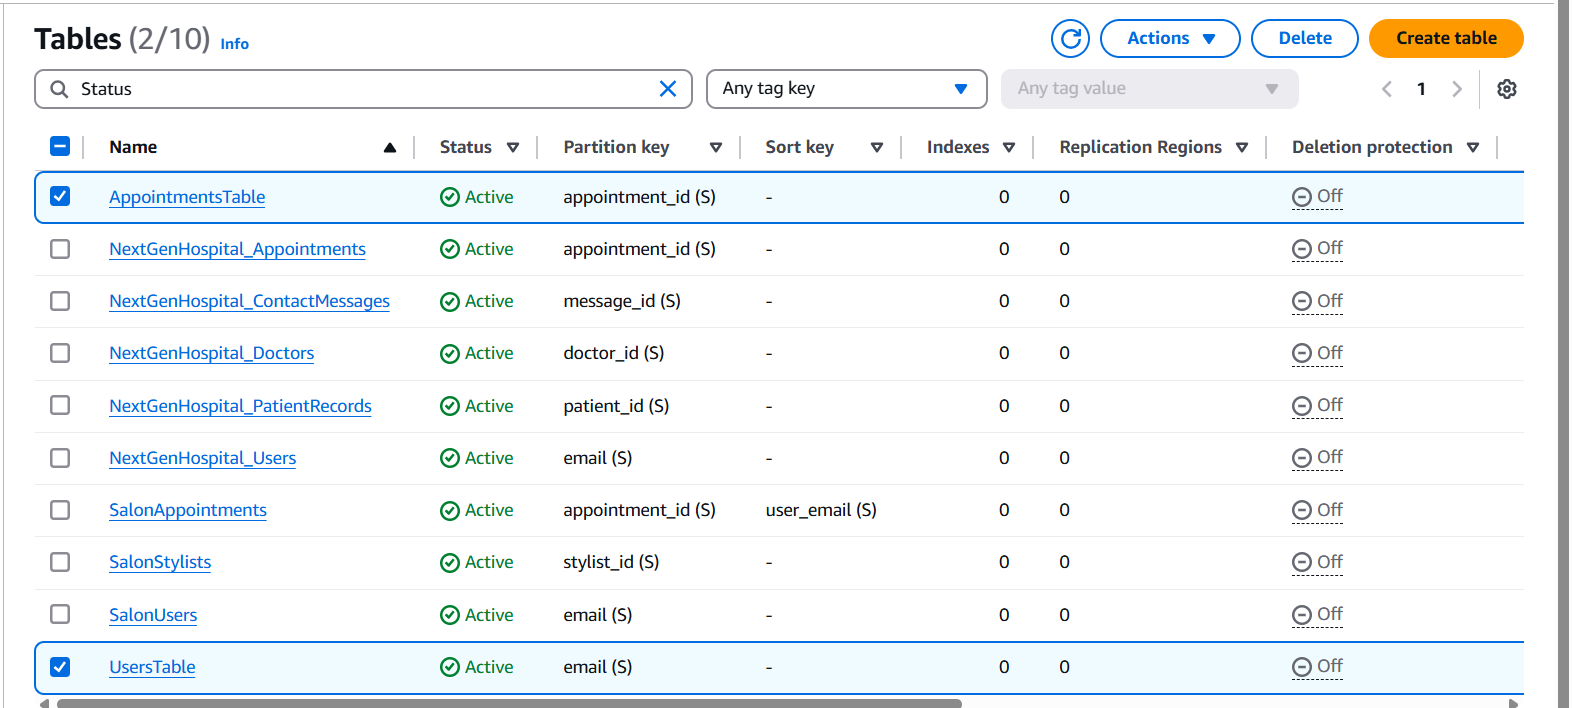 Tables (2/10) Info Actions Delete Create table
Status Any tag key Any tag value 1
Name Status Partition key Sort key Indexes Replication Regions Deletion protection
AppointmentsTable Active appointment_id (S) - 0 0 Off
NextGenHospital_Appointments Active appointment_id (S) - 0 0 Off
NextGenHospital_ContactMessages Active message_id (S) - 0 0 Off
NextGenHospital_Doctors Active doctor_id (S) - 0 0 Off
NextGenHospital_PatientRecords Active patient_id (S) - 0 0 Off
NextGenHospital_Users Active email (S) - 0 0 Off
SalonAppointments Active appointment_id (S) user_email (S) 0 0 Off
SalonStylists Active stylist_id (S) - 0 0 Off
SalonUsers Active email (S) - 0 0 Off
UsersTable Active email (S) - 0 0 Off